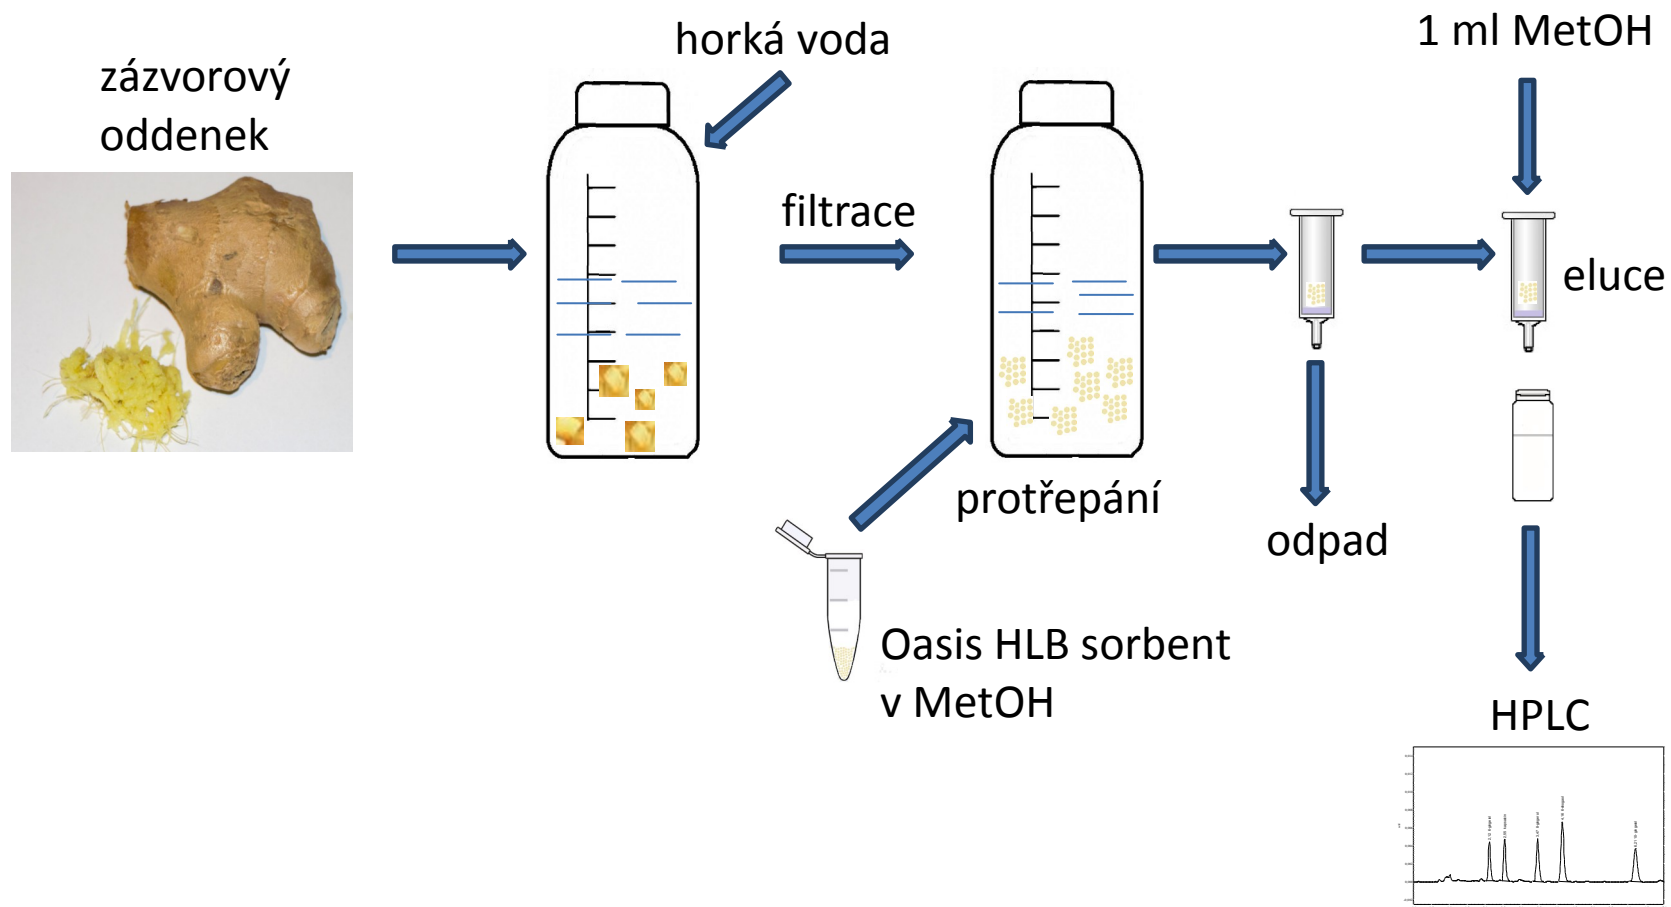 zázvorový
oddenek
horká voda
filtrace
protřepání
Oasis HLB sorbent
v MetOH
odpad
1 ml MetOH
eluce
HPLC